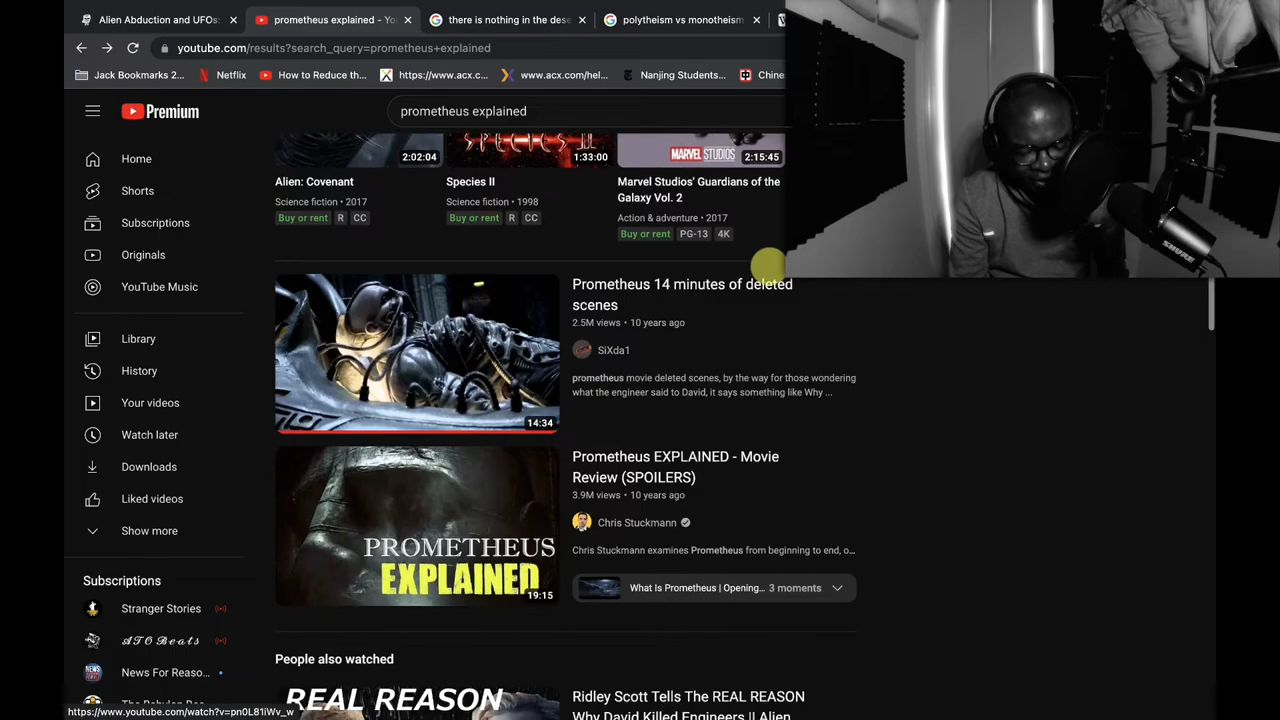 Alien Abduction and UFOs:
prometheus explained - Yo
there is nothing in the dese
polytheism vs monotheism
youtube.com/results?search_query=prometheus+explained
Jack Bookmarks 2...
Netflix
How to Reduce th...
https://www.acx.c...
www.acx.com/hel...
Nanjing Students...
Chine
Premium
prometheus explained
Home
Shorts
Subscriptions
Originals
YouTube Music
Library
History
Your videos
Watch later
Downloads
Liked videos
Show more
Subscriptions
Stranger Stories
𝒜𝒯𝒪 𝐵𝑒𝒶𝓉𝓈
News For Reaso...
2:02:04
SPECIES II
1:33:00
MARVEL STUDIOS
2:15:45
Alien: Covenant
Science fiction • 2017
Buy or rent R CC
Species II
Science fiction • 1998
Buy or rent R CC
Marvel Studios' Guardians of the
Galaxy Vol. 2
Action & adventure • 2017
Buy or rent PG-13 4K
14:34
Prometheus 14 minutes of deleted
scenes
2.5M views • 10 years ago
SiXda1
prometheus movie deleted scenes, by the way for those wondering
what the engineer said to David, it says something like Why ...
PROMETHEUS
EXPLAINED
19:15
Prometheus EXPLAINED - Movie
Review (SPOILERS)
3.9M views • 10 years ago
Chris Stuckmann
Chris Stuckmann examines Prometheus from beginning to end, o...
What Is Prometheus | Opening... 3 moments
People also watched
REAL REASON
Ridley Scott Tells The REAL REASON
Why David Killed Engineers || Alien
https://www.youtube.com/watch?v=pn0L81iWv_w
SHURE